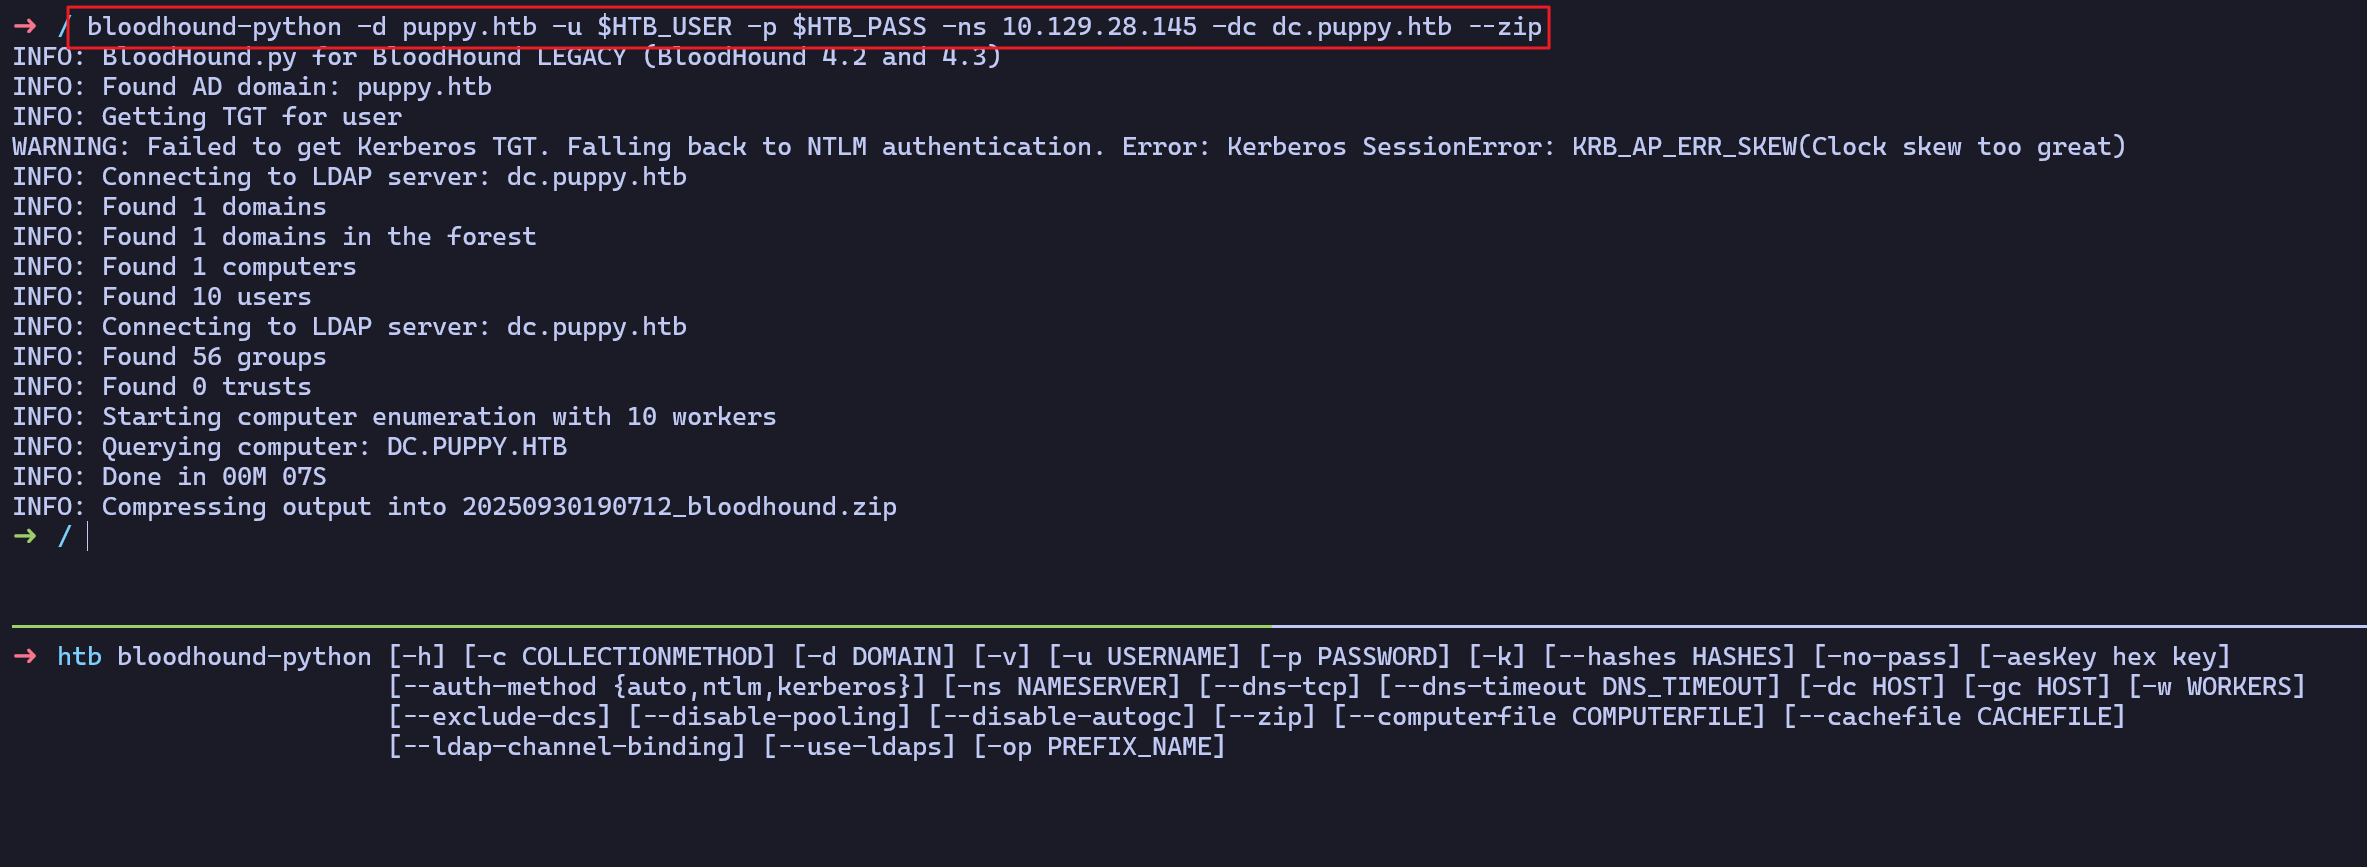 ➜ / bloodhound-python -d puppy.htb -u $HTB_USER -p $HTB_PASS -ns 10.129.28.145 -dc dc.puppy.htb --zip
INFO: BloodHound.py for BloodHound LEGACY (BloodHound 4.2 and 4.3)
INFO: Found AD domain: puppy.htb
INFO: Getting TGT for user
WARNING: Failed to get Kerberos TGT. Falling back to NTLM authentication. Error: Kerberos SessionError: KRB_AP_ERR_SKEW(Clock skew too great)
INFO: Connecting to LDAP server: dc.puppy.htb
INFO: Found 1 domains
INFO: Found 1 domains in the forest
INFO: Found 1 computers
INFO: Found 10 users
INFO: Connecting to LDAP server: dc.puppy.htb
INFO: Found 56 groups
INFO: Found 0 trusts
INFO: Starting computer enumeration with 10 workers
INFO: Querying computer: DC.PUPPY.HTB
INFO: Done in 00M 07S
INFO: Compressing output into 20250930190712_bloodhound.zip
➜ /
➜ htb bloodhound-python [-h] [-c COLLECTIONMETHOD] [-d DOMAIN] [-v] [-u USERNAME] [-p PASSWORD] [-k] [--hashes HASHES] [-no-pass] [-aesKey hex key]
[--auth-method {auto,ntlm,kerberos}] [-ns NAMESERVER] [--dns-tcp] [--dns-timeout DNS_TIMEOUT] [-dc HOST] [-gc HOST] [-w WORKERS]
[--exclude-dcs] [--disable-pooling] [--disable-autogc] [--zip] [--computerfile COMPUTERFILE] [--cachefile CACHEFILE]
[--ldap-channel-binding] [--use-ldaps] [-op PREFIX_NAME]